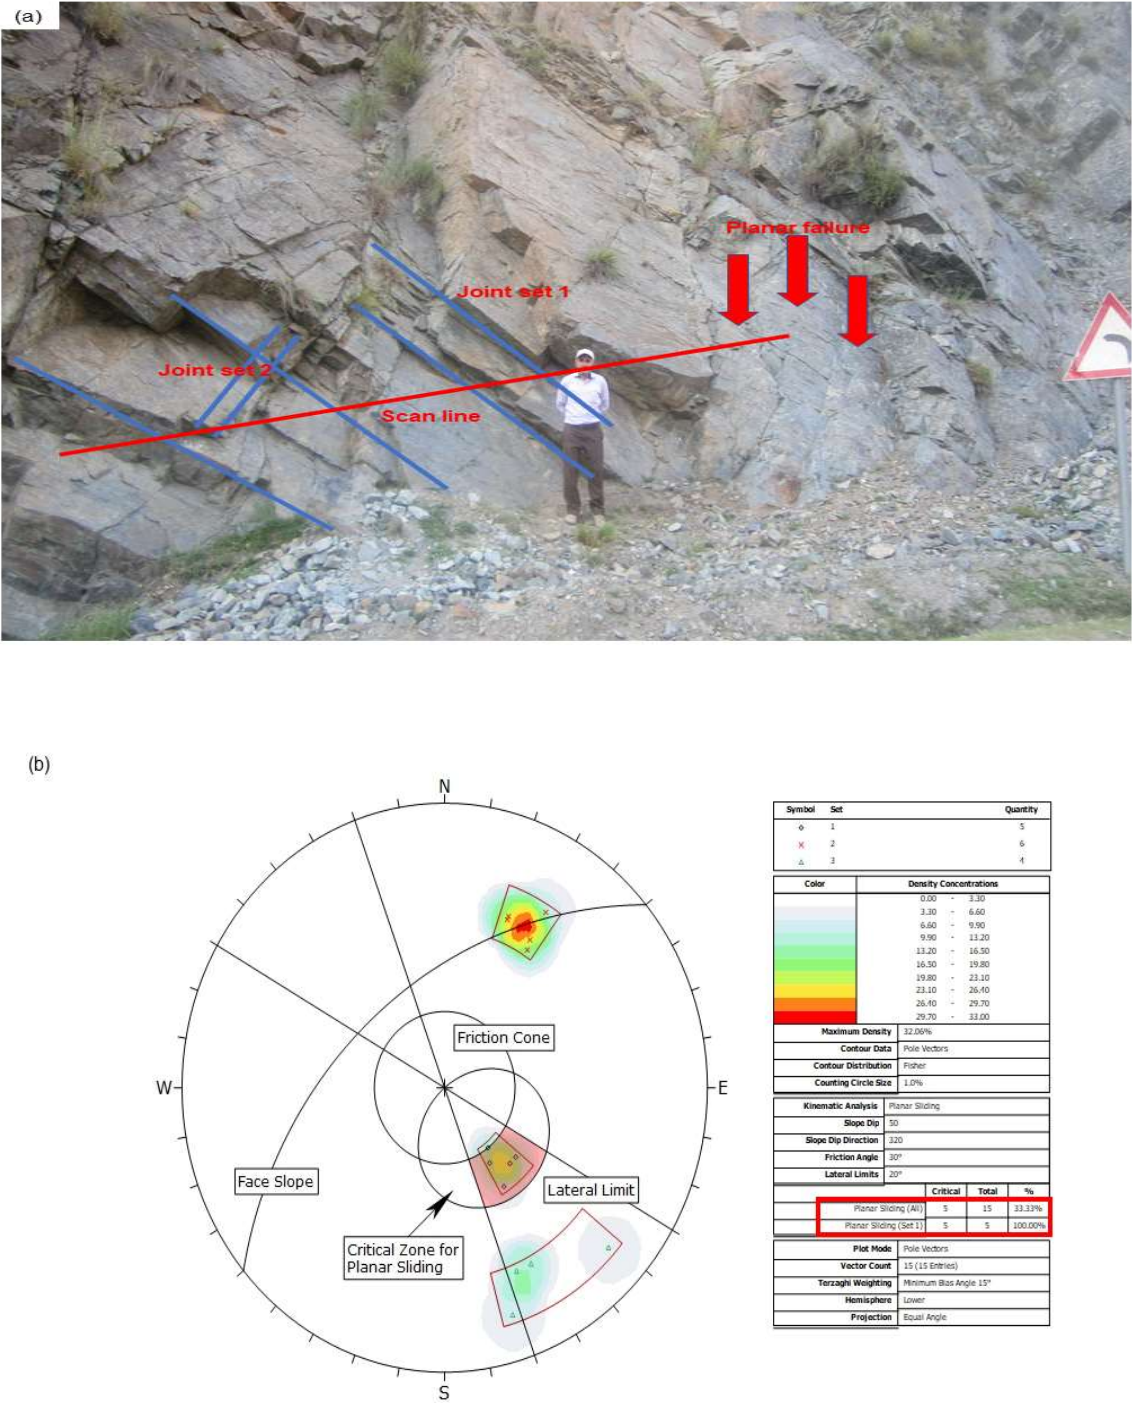 (a)
Planar failure
Joint set 1
Joint set 2
Scan line
(b)
N
Friction Cone
W
E
Face Slope
Lateral Limit
Critical Zone for
Planar Sliding
S
Symbol Set Quantity
1 5
2 6
3 4
Color Density Concentrations
0.00 - 3.30
3.30 - 6.60
6.60 - 9.90
9.90 - 13.20
13.20 - 16.50
16.50 - 19.80
19.80 - 23.10
23.10 - 26.40
26.40 - 29.70
29.70 - 33.00
Maximum Density 32.06%
Contour Data Pole Vectors
Contour Distribution Fisher
Counting Circle Size 1.0%
Kinematic Analysis Planar Sliding
Slope Dip 50
Slope Dip Direction 320
Friction Angle 30°
Lateral Limits 20°
Critical Total %
Planar Sliding (All) 5 15 33.33%
Planar Sliding (Set 1) 5 5 100.00%
Plot Mode Pole Vectors
Vector Count 15 (15 Entries)
Terzaghi Weighting Minimum Bias Angle 15°
Hemisphere Lower
Projection Equal Angle